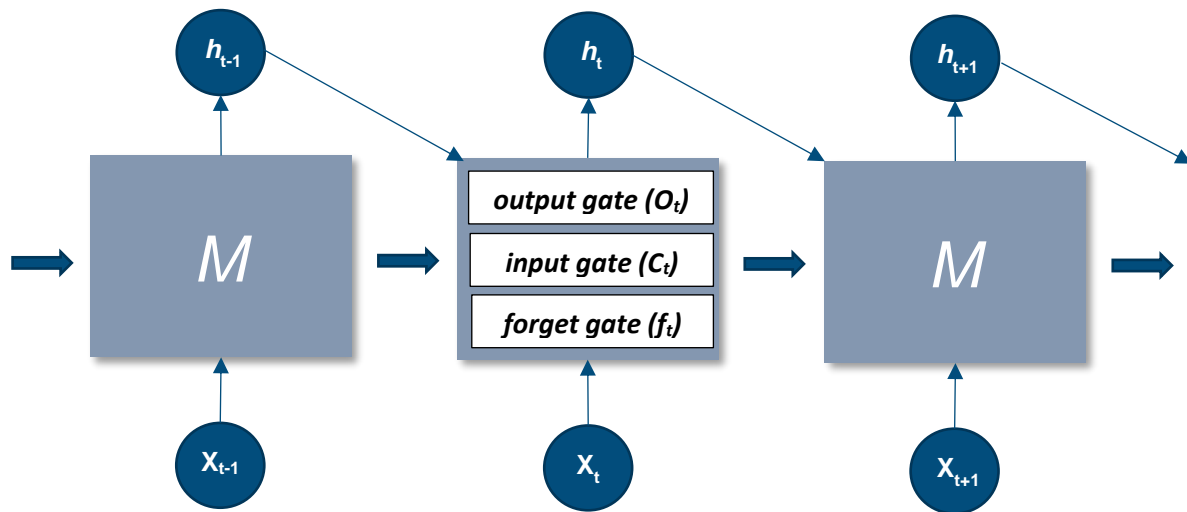 h_{t-1}
h_t
h_{t+1}
M
output gate (O_t)
input gate (C_t)
forget gate (f_t)
M
X_{t-1}
X_t
X_{t+1}